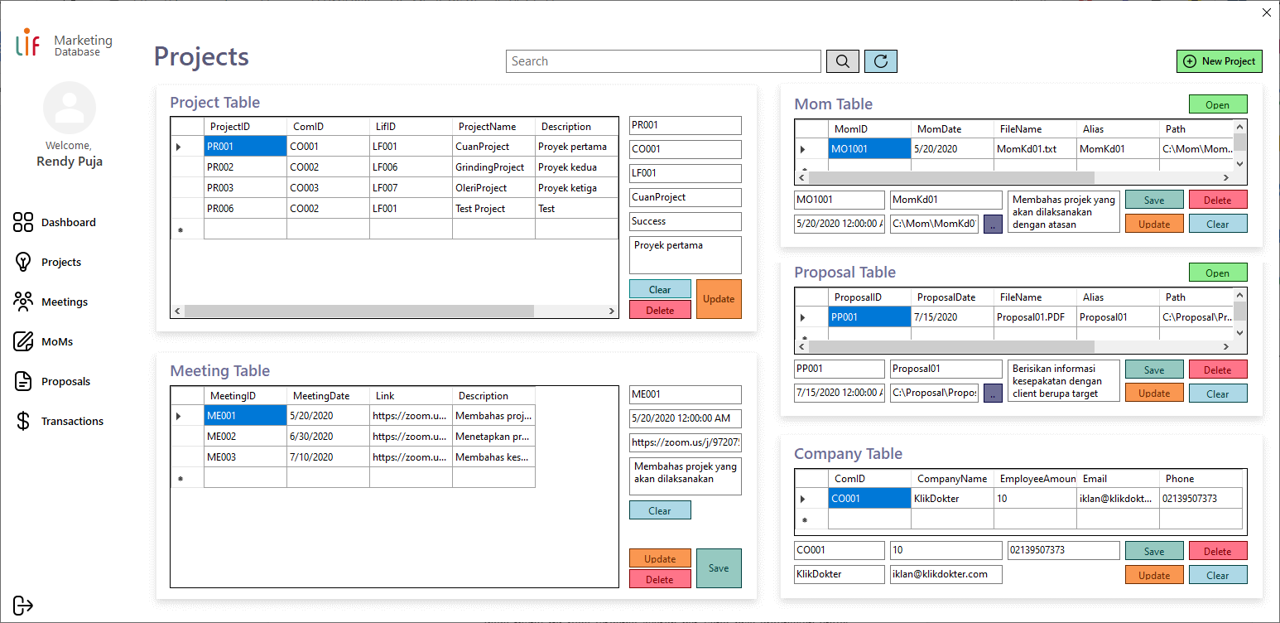 lif Marketing
Database
Welcome,
Rendy Puja
Dashboard
Projects
Meetings
MoMs
Proposals
Transactions
Projects
Search
New Project
Project Table
ProjectID ComID LifID ProjectName Description
PR001 CO001 LF001 CuanProject Proyek pertama
PR002 CO002 LF006 GrindingProject Proyek kedua
PR003 CO003 LF007 OleriProject Proyek ketiga
PR006 CO002 LF001 Test Project Test
PR001
CO001
LF001
CuanProject
Success
Proyek pertama
Clear
Delete
Update
Meeting Table
MeetingID MeetingDate Link Description
ME001 5/20/2020 https://zoom.u... Membahas proj...
ME002 6/30/2020 https://zoom.u... Menetapkan pr...
ME003 7/10/2020 https://zoom.u... Membahas kes...
ME001
5/20/2020 12:00:00 AM
https://zoom.us/j/97207
Membahas projek yang
akan dilaksanakan
Clear
Update
Delete
Save
Mom Table
Open
MomID MomDate FileName Alias Path
MO1001 5/20/2020 MomKd01.txt MomKd01 C:\Mom\Mom...
MO1001 MomKd01
5/20/2020 12:00:00 C:\Mom\MomKd01 ..
Membahas projek yang
akan dilaksanakan
dengan atasan
Save Delete
Update Clear
Proposal Table
Open
ProposalID ProposalDate FileName Alias Path
PP001 7/15/2020 Proposal01.PDF Proposal01 C:\Proposal\Pr...
PP001 Proposal01
7/15/2020 12:00:00 C:\Proposal\Propo ..
Berisikan informasi
kesepakatan dengan
client berupa target
Save Delete
Update Clear
Company Table
ComID CompanyName EmployeeAmoun Email Phone
CO001 KlikDokter 10 iklan@klikdokt... 02139507373
CO001 10 02139507373
KlikDokter iklan@klikdokter.com
Save Delete
Update Clear